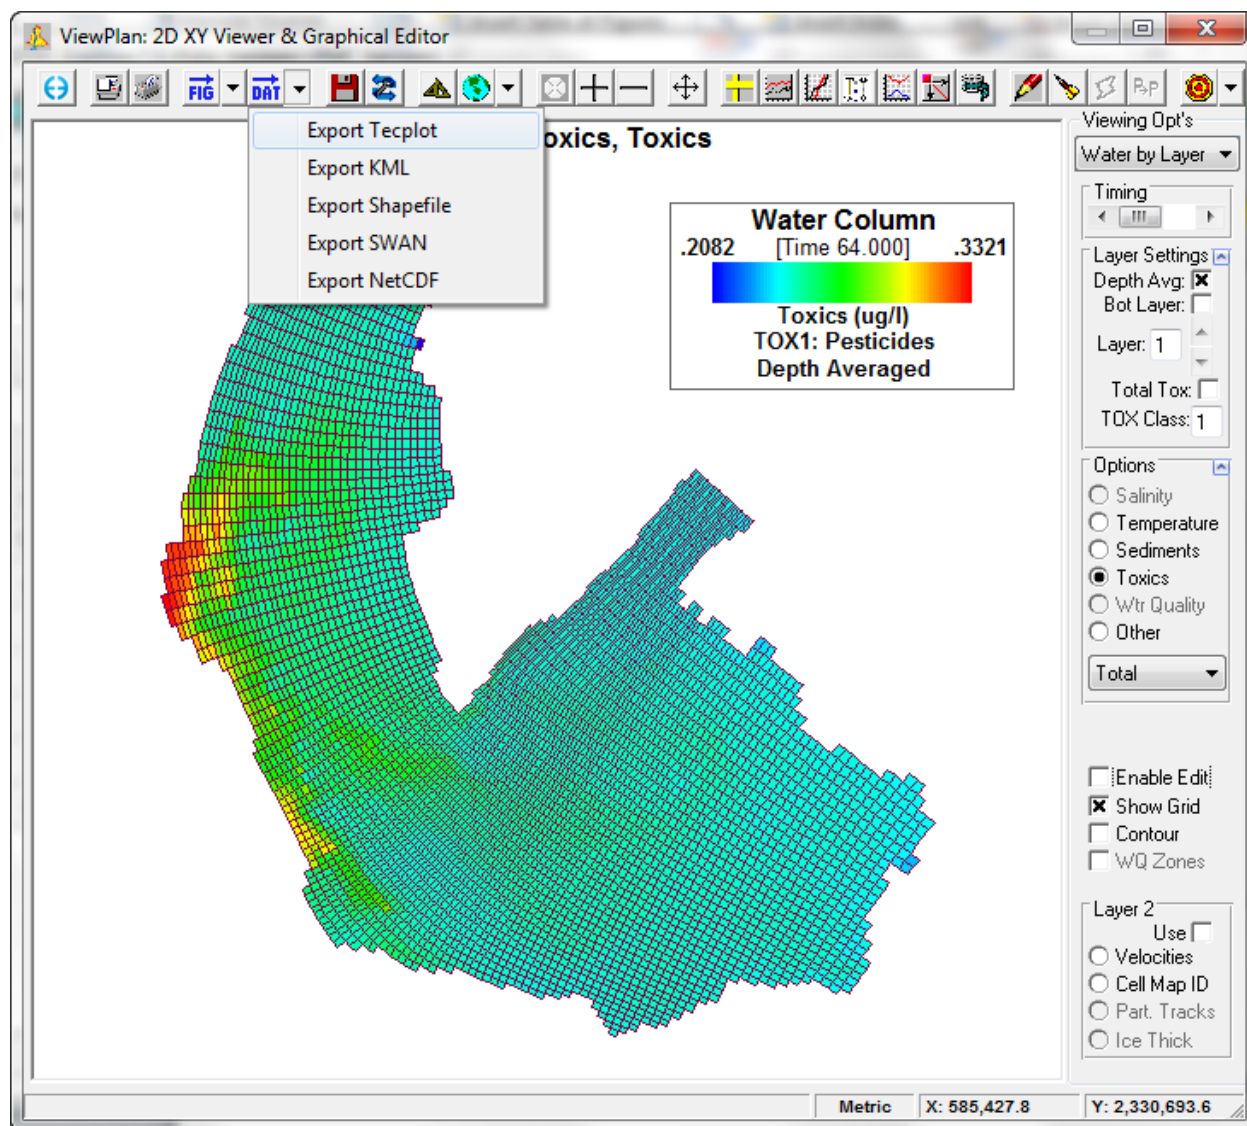 ViewPlan: 2D XY Viewer & Graphical Editor
FIG
DAT
R>P
Export Tecplot
Export KML
Export Shapefile
Export SWAN
Export NetCDF
oxics, Toxics
Water Column
.2082 [Time 64.000] .3321
Toxics (ug/l)
TOX1: Pesticides
Depth Averaged
Viewing Opt's
Water by Layer
Timing
Layer Settings
Depth Avg:
Bot Layer:
Layer: 1
Total Tox:
TOX Class: 1
Options
Salinity
Temperature
Sediments
Toxics
Wtr Quality
Other
Total
Enable Edit
Show Grid
Contour
WQ Zones
Layer 2
Use
Velocities
Cell Map ID
Part. Tracks
Ice Thick
Metric
X: 585,427.8
Y: 2,330,693.6